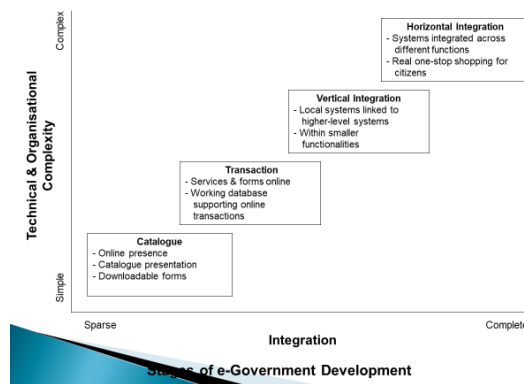 Complex
Technical & Organisational
Complexity
Simple
Horizontal Integration
- Systems integrated across
different functions
- Real one-stop shopping for
citizens
Vertical Integration
- Local systems linked to
higher-level systems
- Within smaller
functionalities
Transaction
- Services & forms online
- Working database
supporting online
transactions
Catalogue
- Online presence
- Catalogue presentation
- Downloadable forms
Sparse
Complete
Integration
Stages of e-Government Development